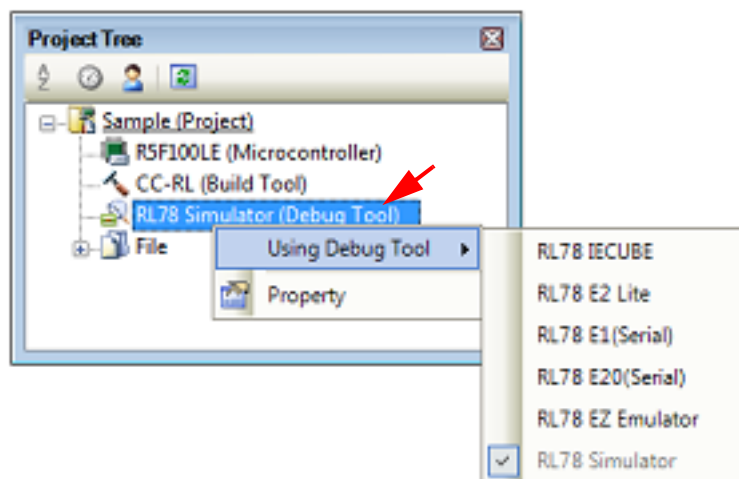 Project Tree
Sample (Project)
R5F100LE (Microcontroller)
CC-RL (Build Tool)
RL78 Simulator (Debug Tool)
File
Using Debug Tool
Property
RL78 IECUBE
RL78 E2 Lite
RL78 E1(Serial)
RL78 E20(Serial)
RL78 EZ Emulator
RL78 Simulator